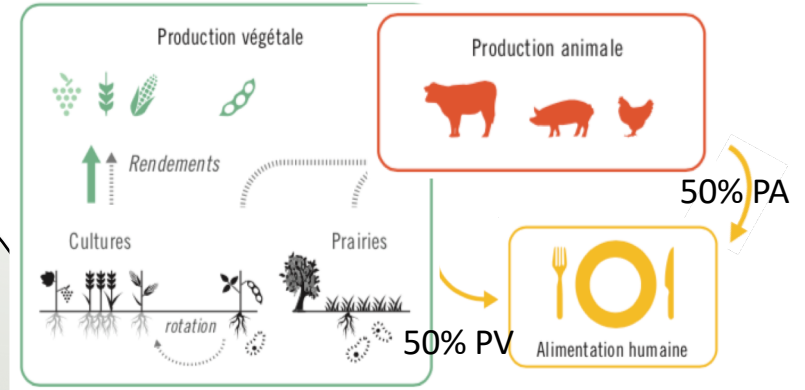 Production végétale
Production animale
Rendements
50% PA
Cultures
Prairies
rotation
50% PV
Alimentation humaine